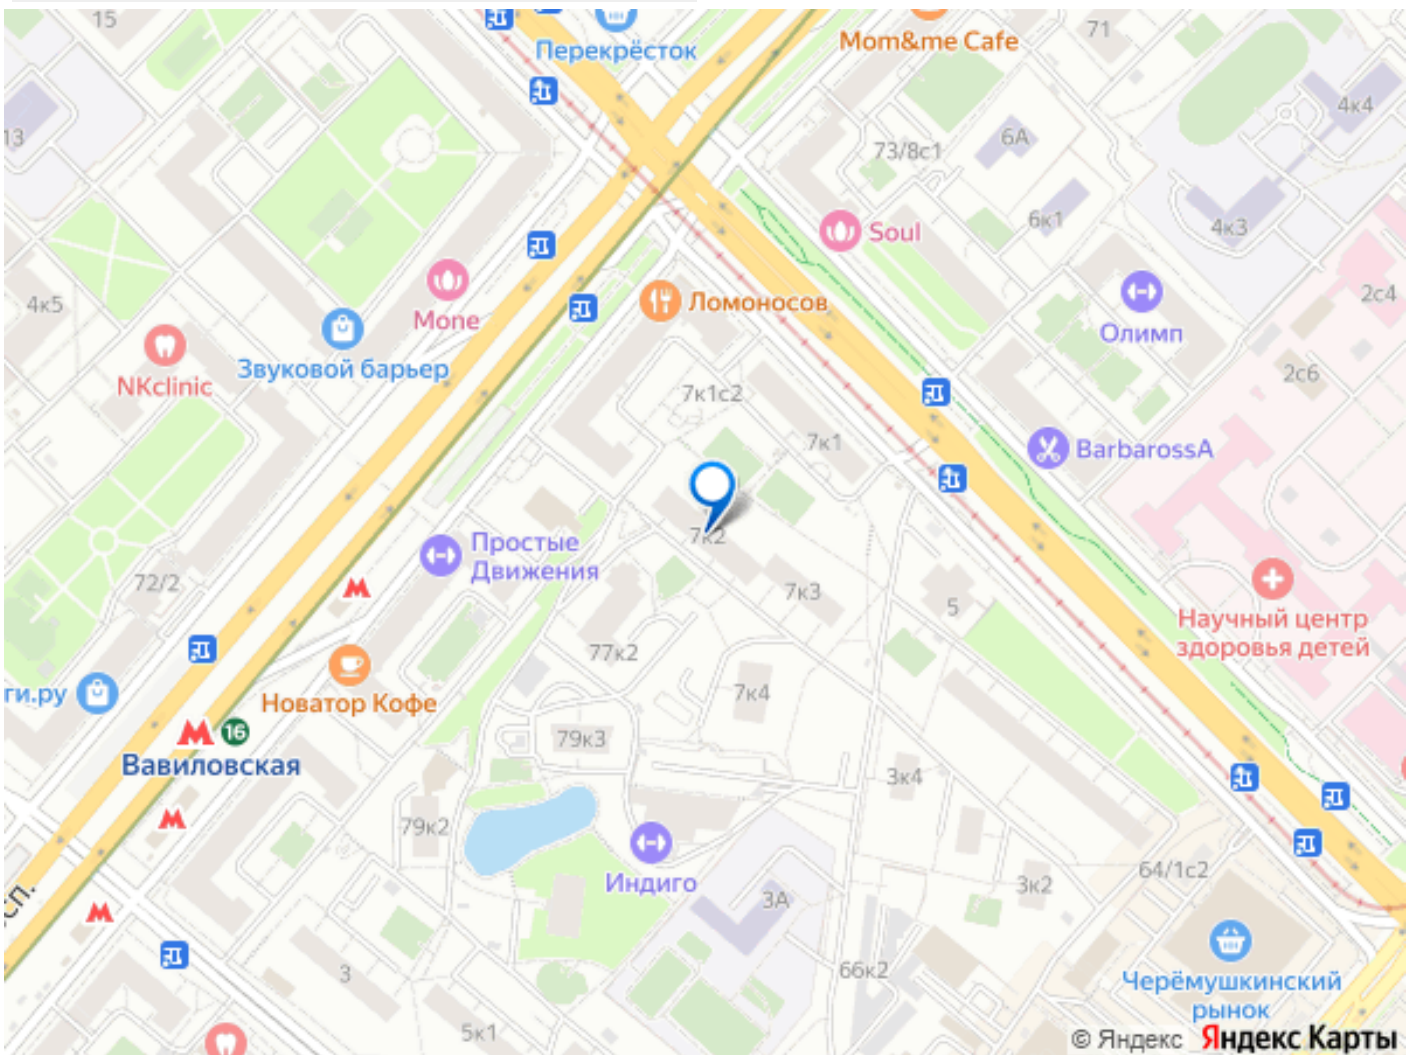 15
Перекрёсток
Mom&me Cafe
71
4к4
13
73/8с1
6А
6к1
4к3
Soul
4к5
Mone
Ломоносов
2с4
Олимп
Звуковой барьер
NKclinic
7к1с2
2с6
7к1
BarbarossA
7к2
Простые
Движения
72/2
7к3
5
Научный центр
здоровья детей
77к2
7к4
ги.ру
Новатор Кофе
16
79к3
Вавиловская
3к4
79к2
64/1с2
Индиго
3А
3к2
сп.
3
66к2
Черёмушкинский
рынок
5к1
© Яндекс Яндекс Карты